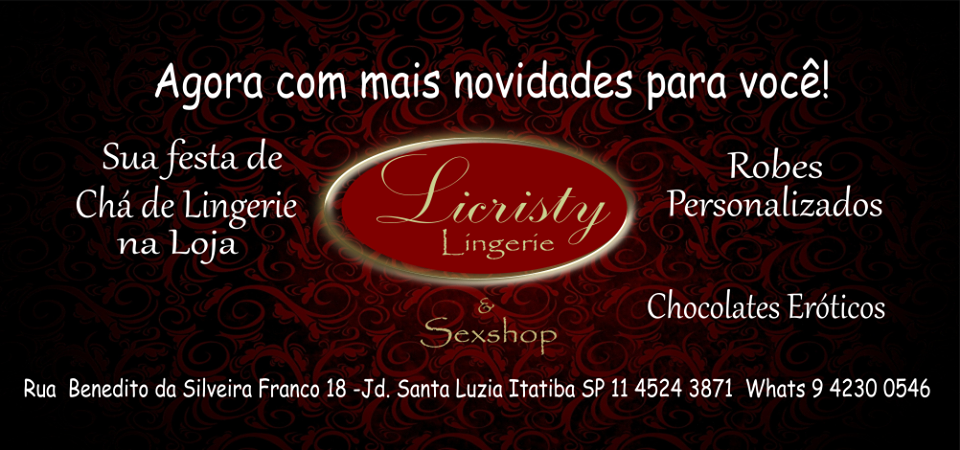 Agora com mais novidades para você!
Sua festa de
Chá de Lingerie
na Loja
Licristy
Lingerie
&
Sexshop
Robes
Personalizados
Chocolates Eróticos
Rua Benedito da Silveira Franco 18 -Jd. Santa Luzia Itatiba SP 11 4524 3871 Whats 9 4230 0546